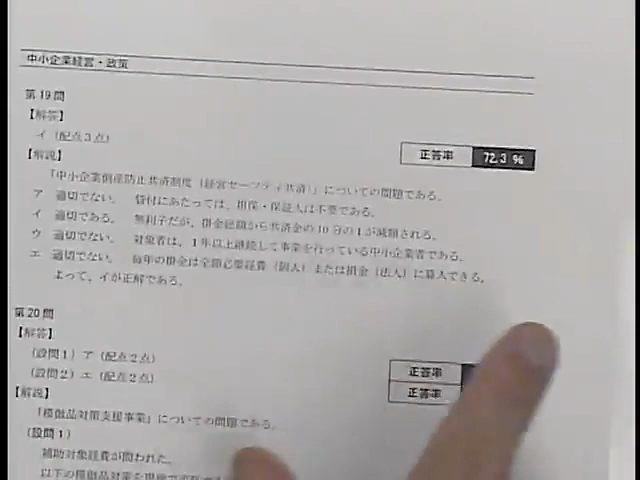 中小企業経営・政策
第19問
【解答】
イ（配点3点）
正答率 72.3 %
【解説】
「中小企業倒産防止共済制度（経営セーフティ共済）」についての問題である。
ア 適切でない。 貸付にあたっては、担保・保証人は不要である。
イ 適切である。 無利子だが、掛金総額から共済金の10分の1が減額される。
ウ 適切でない。 対象者は、1年以上継続して事業を行っている中小企業者である。
エ 適切でない。 毎年の掛金は全額必要経費（個人）または損金（法人）に算入できる。
よって、イが正解である。
第20問
【解答】
（設問1）ア（配点2点）
正答率
（設問2）エ（配点2点）
正答率
【解説】
「模倣品対策支援事業」についての問題である。
（設問1）
補助対象経費が問われた。
以下の模倣品対策を